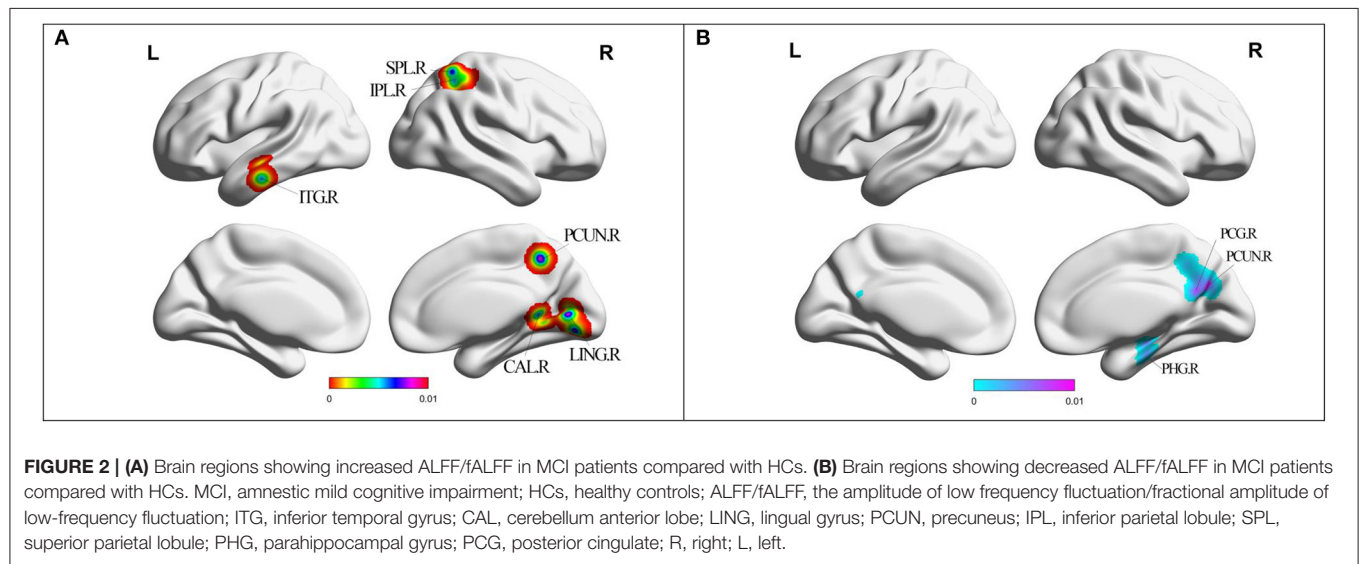 A
L
R
SPL.R
IPL.R
ITG.R
PCUN.R
CAL.R
LING.R
0
0.01
B
L
R
PCG.R
PCUN.R
PHG.R
0
0.01
FIGURE 2 | (A) Brain regions showing increased ALFF/fALFF in MCI patients compared with HCs. (B) Brain regions showing decreased ALFF/fALFF in MCI patients
compared with HCs. MCI, amnestic mild cognitive impairment; HCs, healthy controls; ALFF/fALFF, the amplitude of low frequency fluctuation/fractional amplitude of
low-frequency fluctuation; ITG, inferior temporal gyrus; CAL, cerebellum anterior lobe; LING, lingual gyrus; PCUN, precuneus; IPL, inferior parietal lobule; SPL,
superior parietal lobule; PHG, parahippocampal gyrus; PCG, posterior cingulate; R, right; L, left.